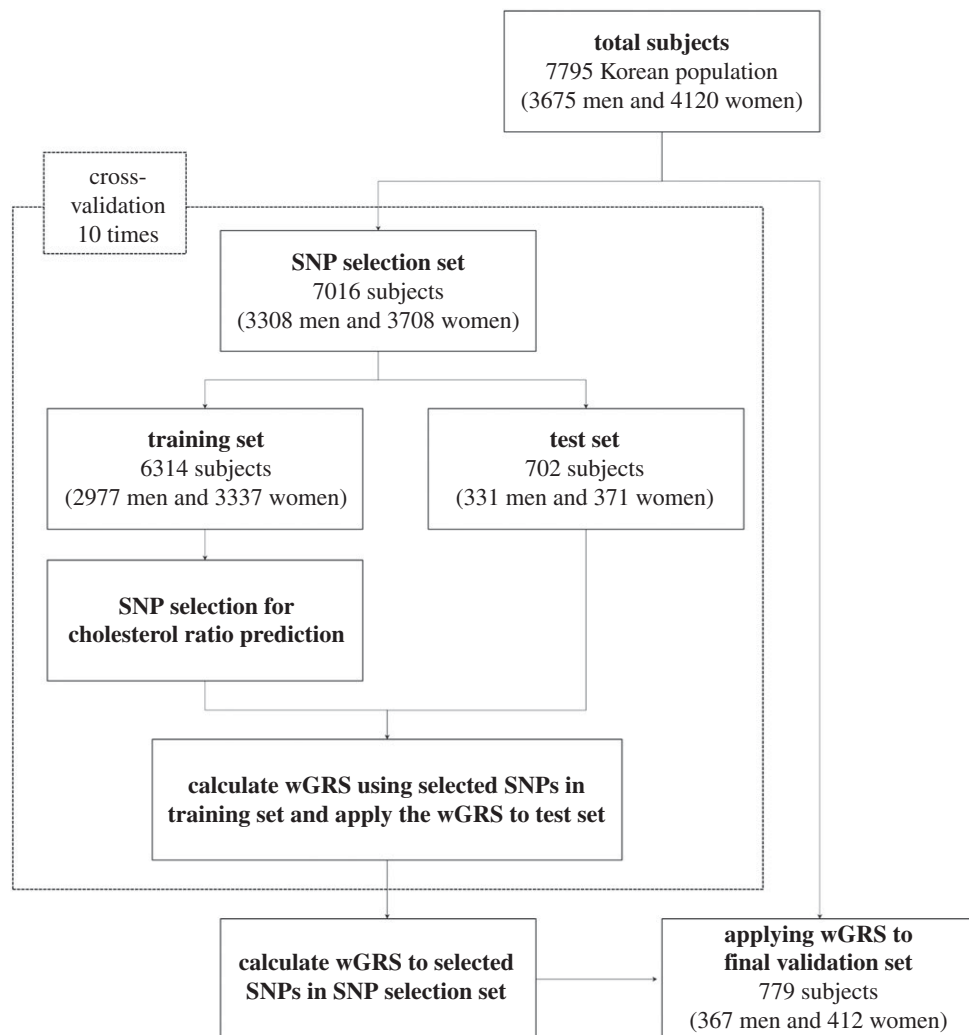 total subjects
7795 Korean population
(3675 men and 4120 women)
cross-
validation
10 times
SNP selection set
7016 subjects
(3308 men and 3708 women)
training set
6314 subjects
(2977 men and 3337 women)
test set
702 subjects
(331 men and 371 women)
SNP selection for
cholesterol ratio prediction
calculate wGRS using selected SNPs in
training set and apply the wGRS to test set
calculate wGRS to selected
SNPs in SNP selection set
applying wGRS to
final validation set
779 subjects
(367 men and 412 women)